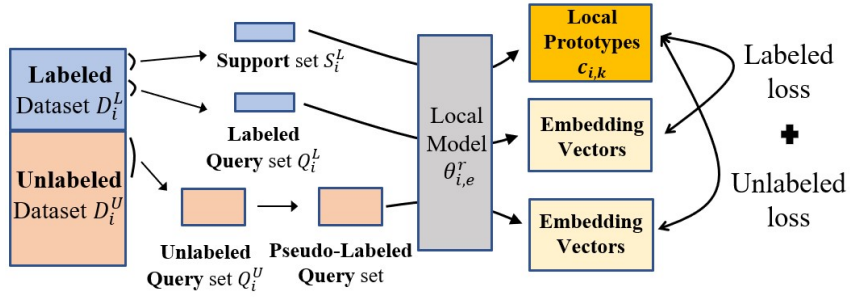 Labeled
Dataset $D_i^L$
Unlabeled
Dataset $D_i^U$
Support set $S_i^L$
Labeled
Query set $Q_i^L$
Unlabeled
Query set $Q_i^U$
Pseudo-Labeled
Query set
Local
Model
$\theta_{i,e}^r$
Local
Prototypes
$c_{i,k}$
Embedding
Vectors
Embedding
Vectors
Labeled
loss
+
Unlabeled
loss